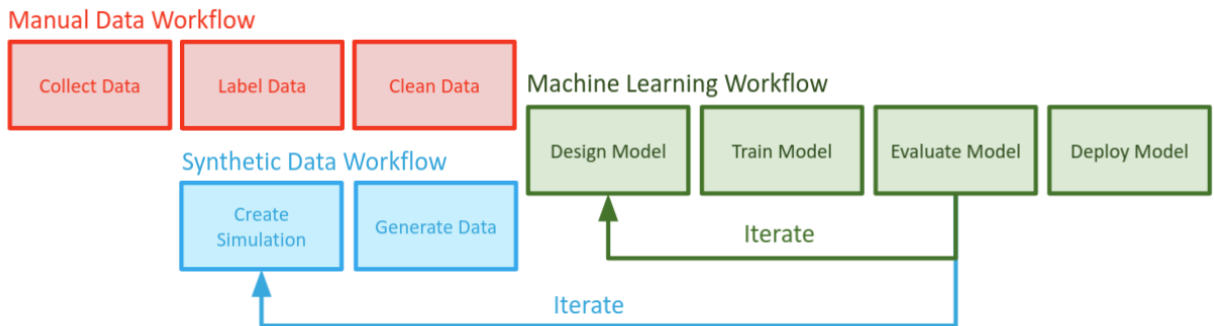 Manual Data Workflow
Collect Data
Label Data
Clean Data
Machine Learning Workflow
Design Model
Train Model
Evaluate Model
Deploy Model
Synthetic Data Workflow
Create
Simulation
Generate Data
Iterate
Iterate